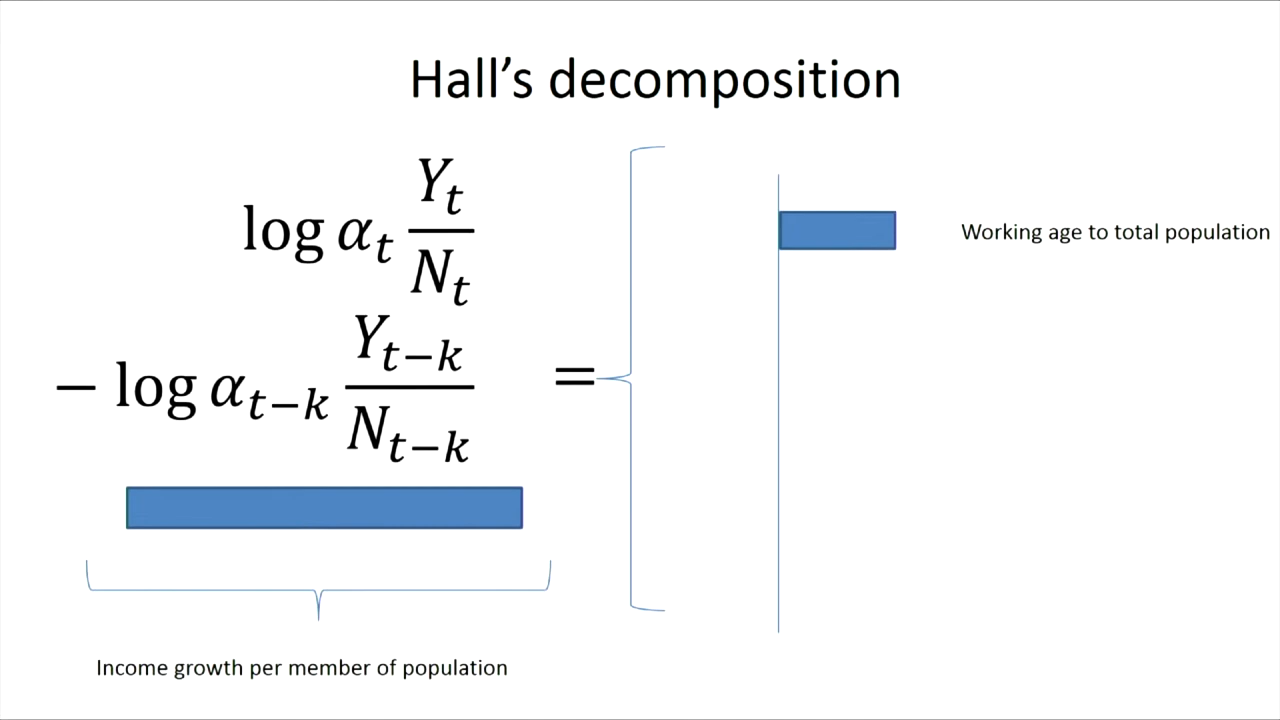 Hall's decomposition
log α_t Y_t/N_t
− log α_{t−k} Y_{t−k}/N_{t−k} =
Working age to total population
Income growth per member of population